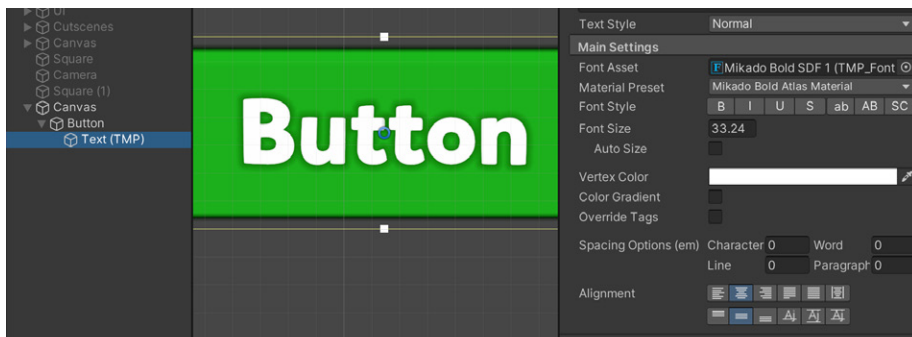 UI
Cutscenes
Canvas
Square
Camera
Square (1)
Canvas
Button
Text (TMP)
Button
Text Style Normal
Main Settings
Font Asset F Mikado Bold SDF 1 (TMP_Font
Material Preset Mikado Bold Atlas Material
Font Style B I U S ab AB SC
Font Size 33.24
Auto Size
Vertex Color
Color Gradient
Override Tags
Spacing Options (em) Character 0 Word 0
Line 0 Paragraph 0
Alignment